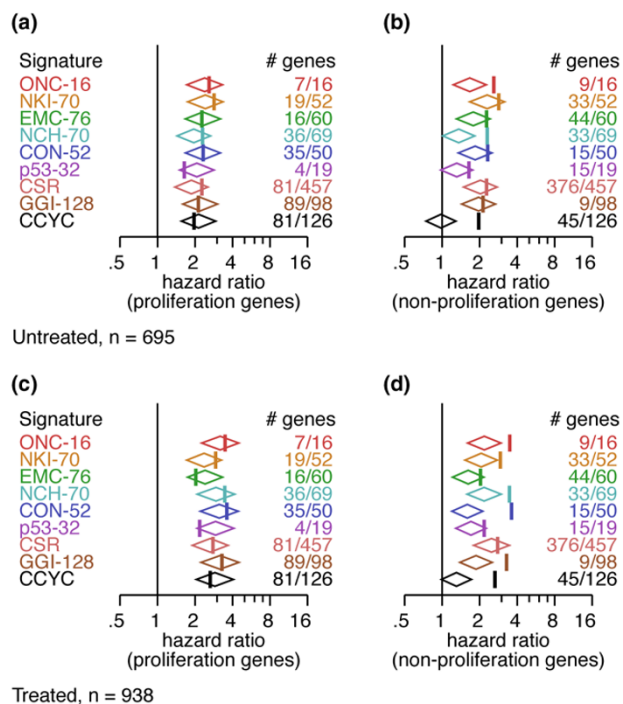 (a)
Signature # genes
ONC-16 7/16
NKI-70 19/52
EMC-76 16/60
NCH-70 36/69
CON-52 35/50
p53-32 4/19
CSR 81/457
GGI-128 89/98
CCYC 81/126
.5 1 2 4 8 16
hazard ratio
(proliferation genes)
(b)
# genes
9/16
33/52
44/60
33/69
15/50
15/19
376/457
9/98
45/126
.5 1 2 4 8 16
hazard ratio
(non-proliferation genes)
Untreated, n = 695
(c)
Signature # genes
ONC-16 7/16
NKI-70 19/52
EMC-76 16/60
NCH-70 36/69
CON-52 35/50
p53-32 4/19
CSR 81/457
GGI-128 89/98
CCYC 81/126
.5 1 2 4 8 16
hazard ratio
(proliferation genes)
(d)
# genes
9/16
33/52
44/60
33/69
15/50
15/19
376/457
9/98
45/126
.5 1 2 4 8 16
hazard ratio
(non-proliferation genes)
Treated, n = 938